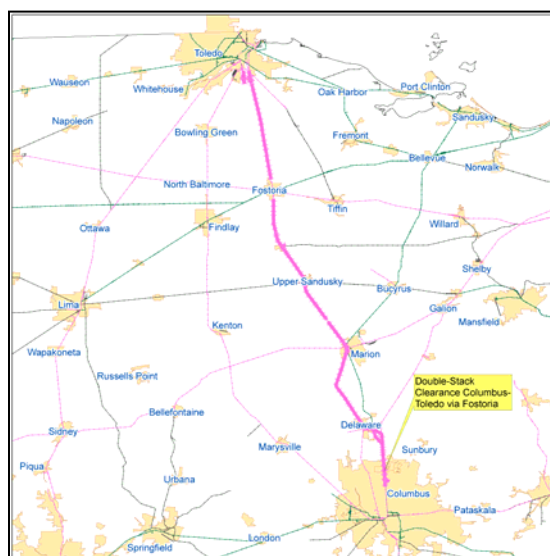 Toledo
Wauseon
Whitehouse
Oak Harbor
Port Clinton
Sandusky
Napoleon
Bowling Green
Fremont
Bellevue
Norwalk
North Baltimore
Fostoria
Tiffin
Willard
Ottawa
Findlay
Shelby
Upper Sandusky
Bucyrus
Lima
Galion
Mansfield
Kenton
Marion
Wapakoneta
Russells Point
Double-Stack
Clearance Columbus-
Toledo via Fostoria
Bellefontaine
Delaware
Sidney
Marysville
Sunbury
Piqua
Urbana
Columbus
Pataskala
London
Springfield